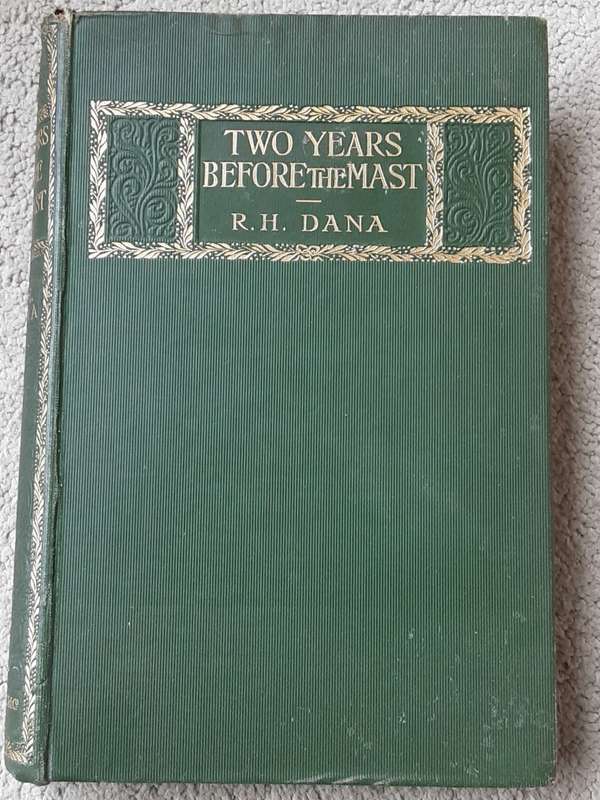 TWO YEARS
BEFORE THE MAST
R. H. DANA